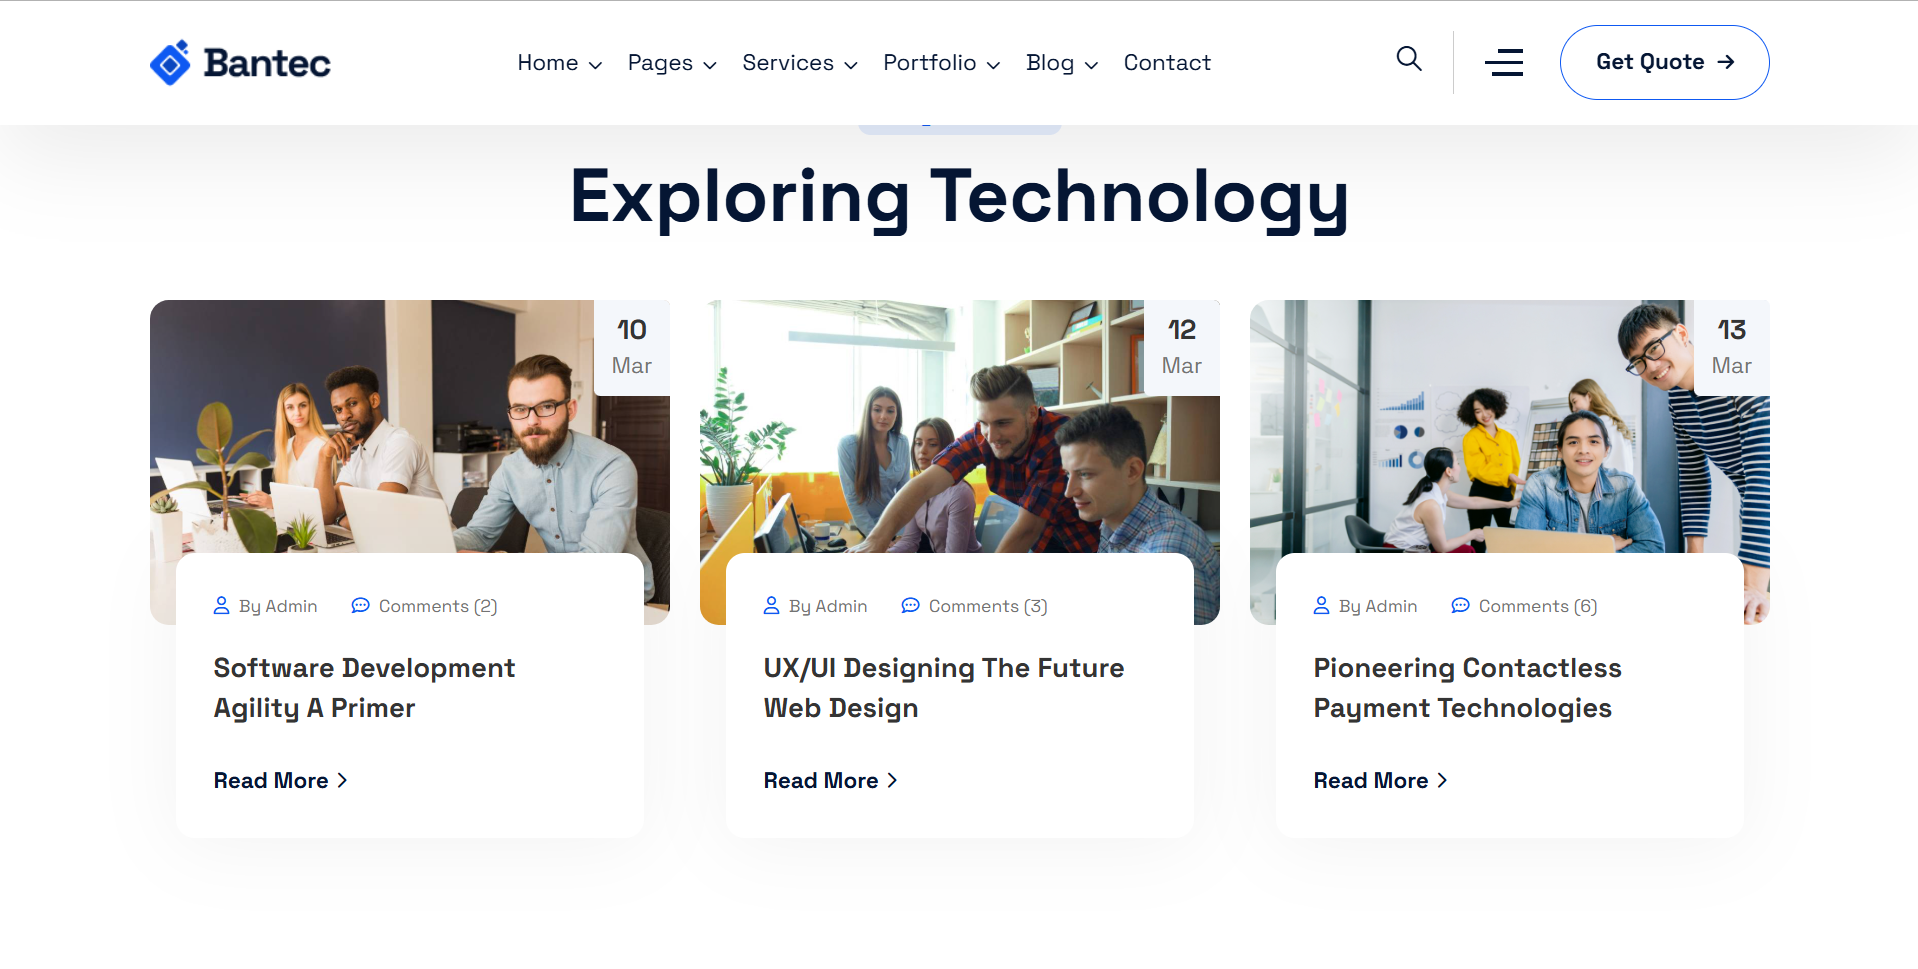 Bantec
Home
Pages
Services
Portfolio
Blog
Contact
Get Quote
Exploring Technology
10
Mar
By Admin
Comments (2)
Software Development
Agility A Primer
Read More
12
Mar
By Admin
Comments (3)
UX/UI Designing The Future
Web Design
Read More
13
Mar
By Admin
Comments (6)
Pioneering Contactless
Payment Technologies
Read More